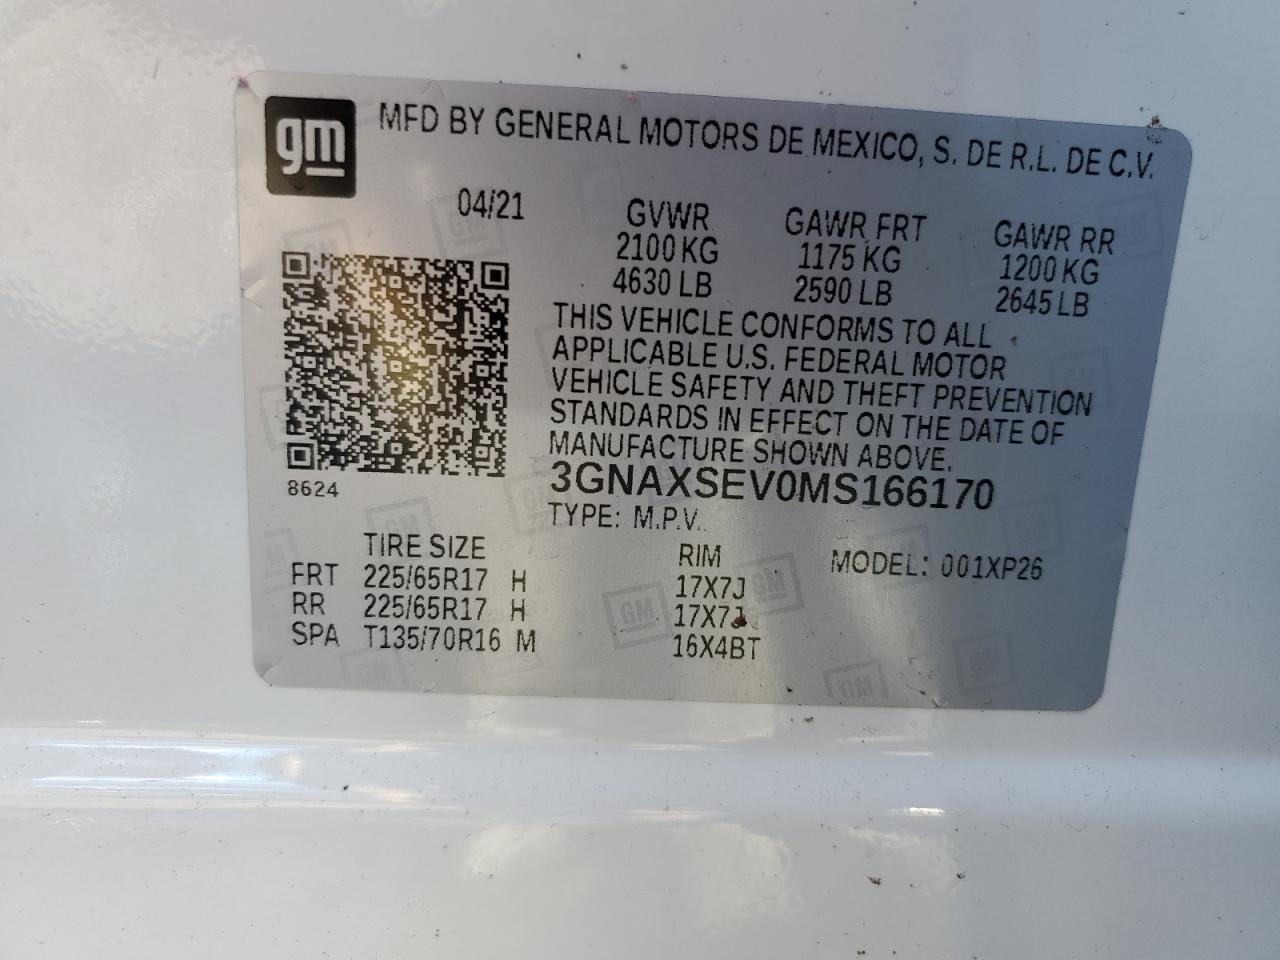 gm
MFD BY GENERAL MOTORS DE MEXICO, S. DE R.L. DE C.V.
04/21
GVWR GAWR FRT GAWR RR
2100 KG 1175 KG 1200 KG
4630 LB 2590 LB 2645 LB
THIS VEHICLE CONFORMS TO ALL
APPLICABLE U.S. FEDERAL MOTOR
VEHICLE SAFETY AND THEFT PREVENTION
STANDARDS IN EFFECT ON THE DATE OF
MANUFACTURE SHOWN ABOVE.
8624
3GNAXSEV0MS166170
TYPE: M.P.V.
TIRE SIZE RIM MODEL: 001XP26
FRT 225/65R17 H 17X7J
RR 225/65R17 H 17X7J
SPA T135/70R16 M 16X4BT